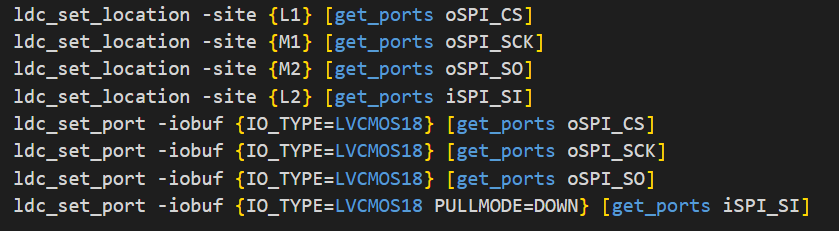 ldc_set_location -site {L1} [get_ports oSPI_CS]
ldc_set_location -site {M1} [get_ports oSPI_SCK]
ldc_set_location -site {M2} [get_ports oSPI_SO]
ldc_set_location -site {L2} [get_ports iSPI_SI]
ldc_set_port -iobuf {IO_TYPE=LVCMOS18} [get_ports oSPI_CS]
ldc_set_port -iobuf {IO_TYPE=LVCMOS18} [get_ports oSPI_SCK]
ldc_set_port -iobuf {IO_TYPE=LVCMOS18} [get_ports oSPI_SO]
ldc_set_port -iobuf {IO_TYPE=LVCMOS18 PULLMODE=DOWN} [get_ports iSPI_SI]